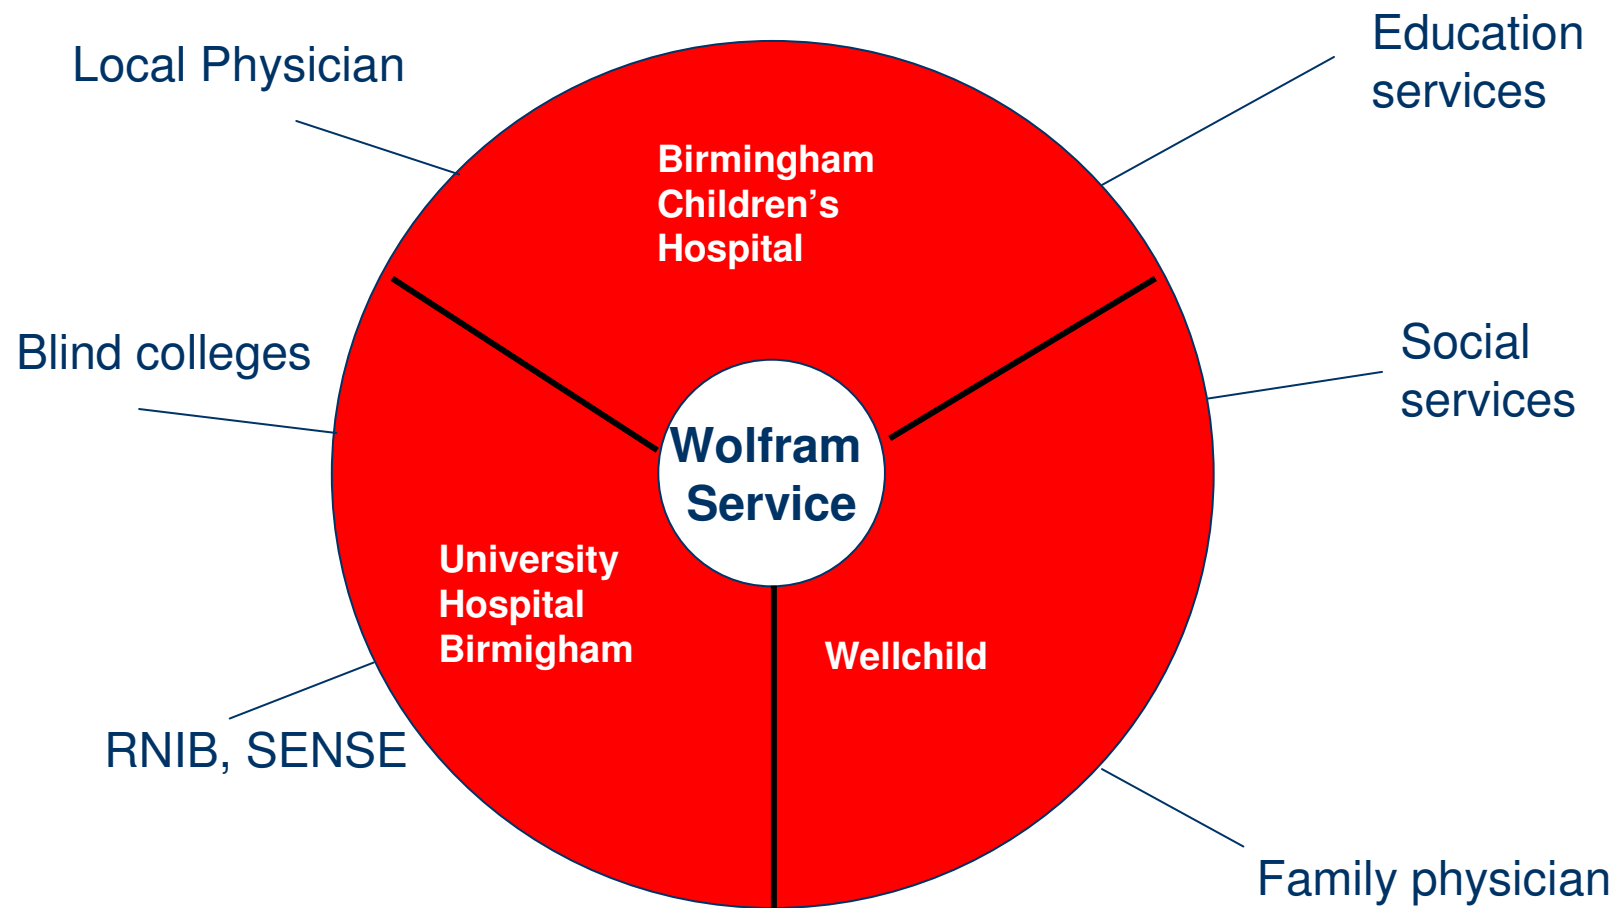 Local Physician
Education
services
Birmingham
Children’s
Hospital
Blind colleges
Social
services
Wolfram
Service
University
Hospital
Birmigham
Wellchild
RNIB, SENSE
Family physician